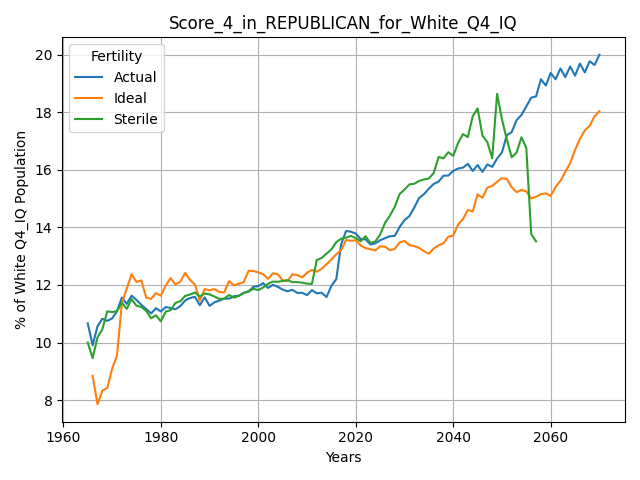 Score_4_in_REPUBLICAN_for_White_Q4_IQ
Fertility
Actual
Ideal
Sterile
% of White Q4_IQ Population
20
18
16
14
12
10
8
1960
1980
2000
2020
2040
2060
Years